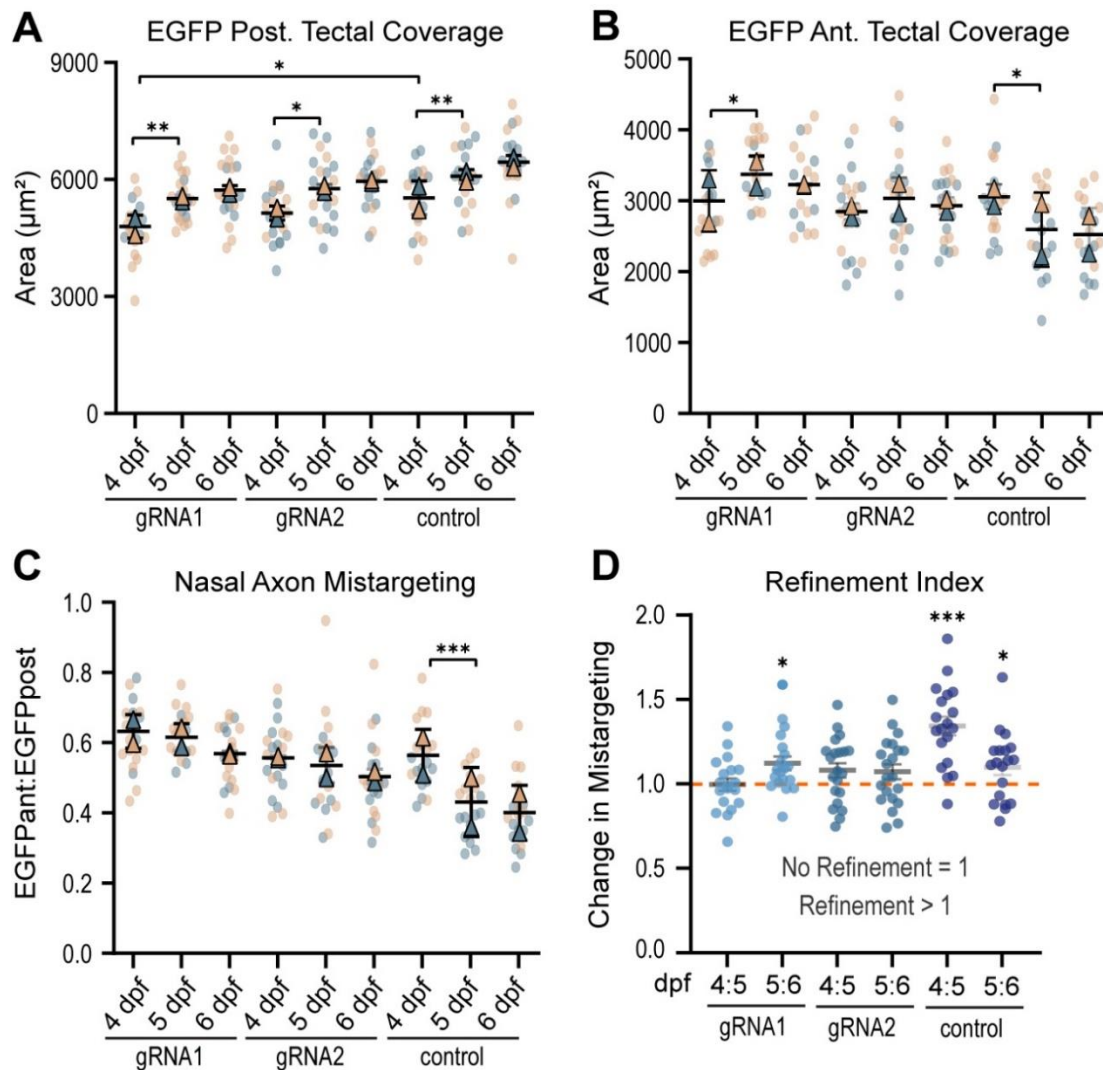 A
EGFP Post. Tectal Coverage
Area (µm²)
9000
6000
3000
0
*
**
*
**
4 dpf
5 dpf
6 dpf
4 dpf
5 dpf
6 dpf
4 dpf
5 dpf
6 dpf
gRNA1
gRNA2
control
B
EGFP Ant. Tectal Coverage
Area (µm²)
5000
4000
3000
2000
1000
0
*
*
4 dpf
5 dpf
6 dpf
4 dpf
5 dpf
6 dpf
4 dpf
5 dpf
6 dpf
gRNA1
gRNA2
control
C
Nasal Axon Mistargeting
EGFPant:EGFPpost
1.0
0.8
0.6
0.4
0.2
0.0
***
4 dpf
5 dpf
6 dpf
4 dpf
5 dpf
6 dpf
4 dpf
5 dpf
6 dpf
gRNA1
gRNA2
control
D
Refinement Index
Change in Mistargeting
2.0
1.5
1.0
0.5
0.0
*
***
*
No Refinement = 1
Refinement > 1
dpf
4:5
5:6
4:5
5:6
4:5
5:6
gRNA1
gRNA2
control